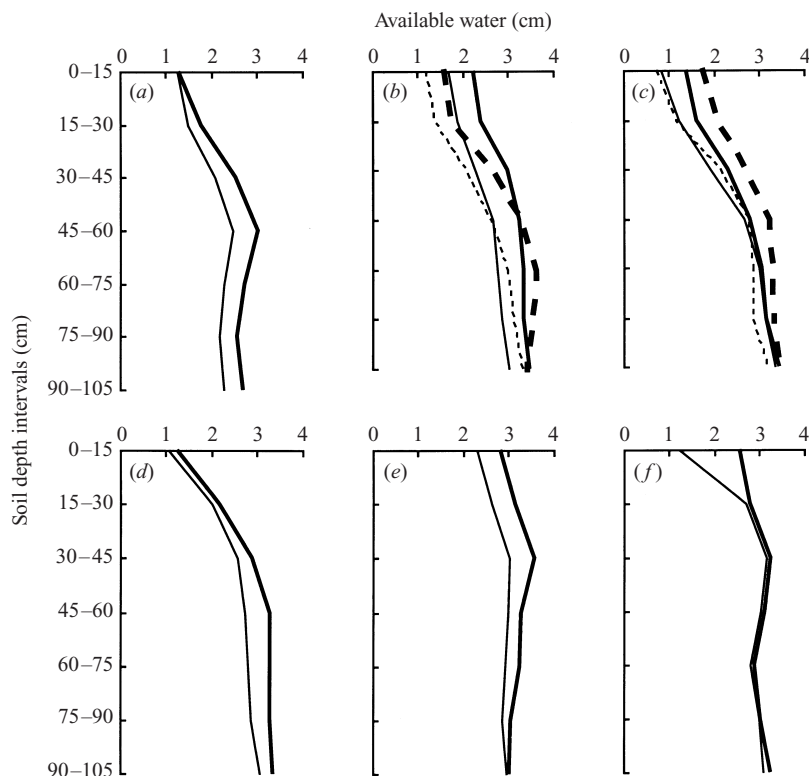 Available water (cm)
0 1 2 3 4
0 1 2 3 4
0 1 2 3 4
0–15
15–30
30–45
45–60
60–75
75–90
90–105
(a)
(b)
(c)
Soil depth intervals (cm)
0 1 2 3 4
0 1 2 3 4
0 1 2 3 4
0–15
15–30
30–45
45–60
60–75
75–90
90–105
(d)
(e)
(f)